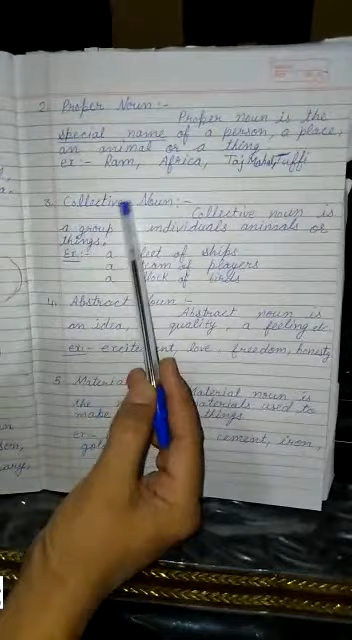 2. Proper Noun:-
Proper noun is the
special name of a person, a place,
an animal or a thing.
ex:- Ram, Africa, Taj Mahal, Tuffi
3. Collective Noun:-
Collective noun is
a group individuals animals or
things.
Ex:- a of ships
a team of players
a flock of birds
4. Abstract Noun :-
Abstract noun is
an idea, quality, a feeling etc
ex:- love freedom, honesty
5. Material
Material noun is
the materials used to
make things
ex:- cement, iron,
gold